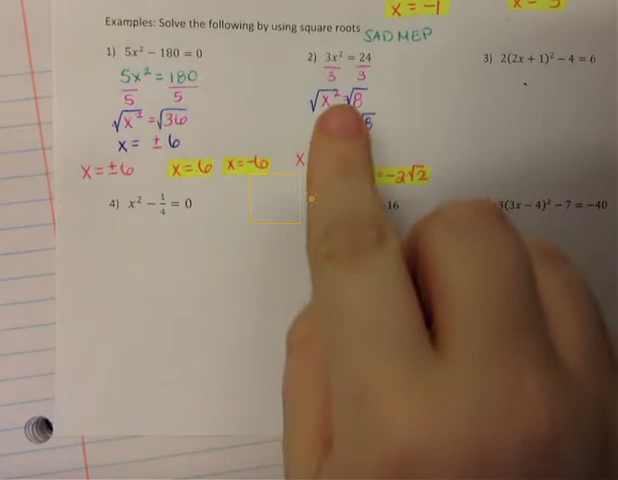 x = -1
Examples: Solve the following by using square roots SADMEP
1) 5x² − 180 = 0
5x² = 180
5 5
√x² = √36
x = ± 6
x = ± 6 x = 6 x = -6
2) 3x² = 24
3 3
√x² √8
x = -2√2
3) 2(2x + 1)² − 4 = 6
4) x² − 1/4 = 0
16
3(3x − 4)² − 7 = −40